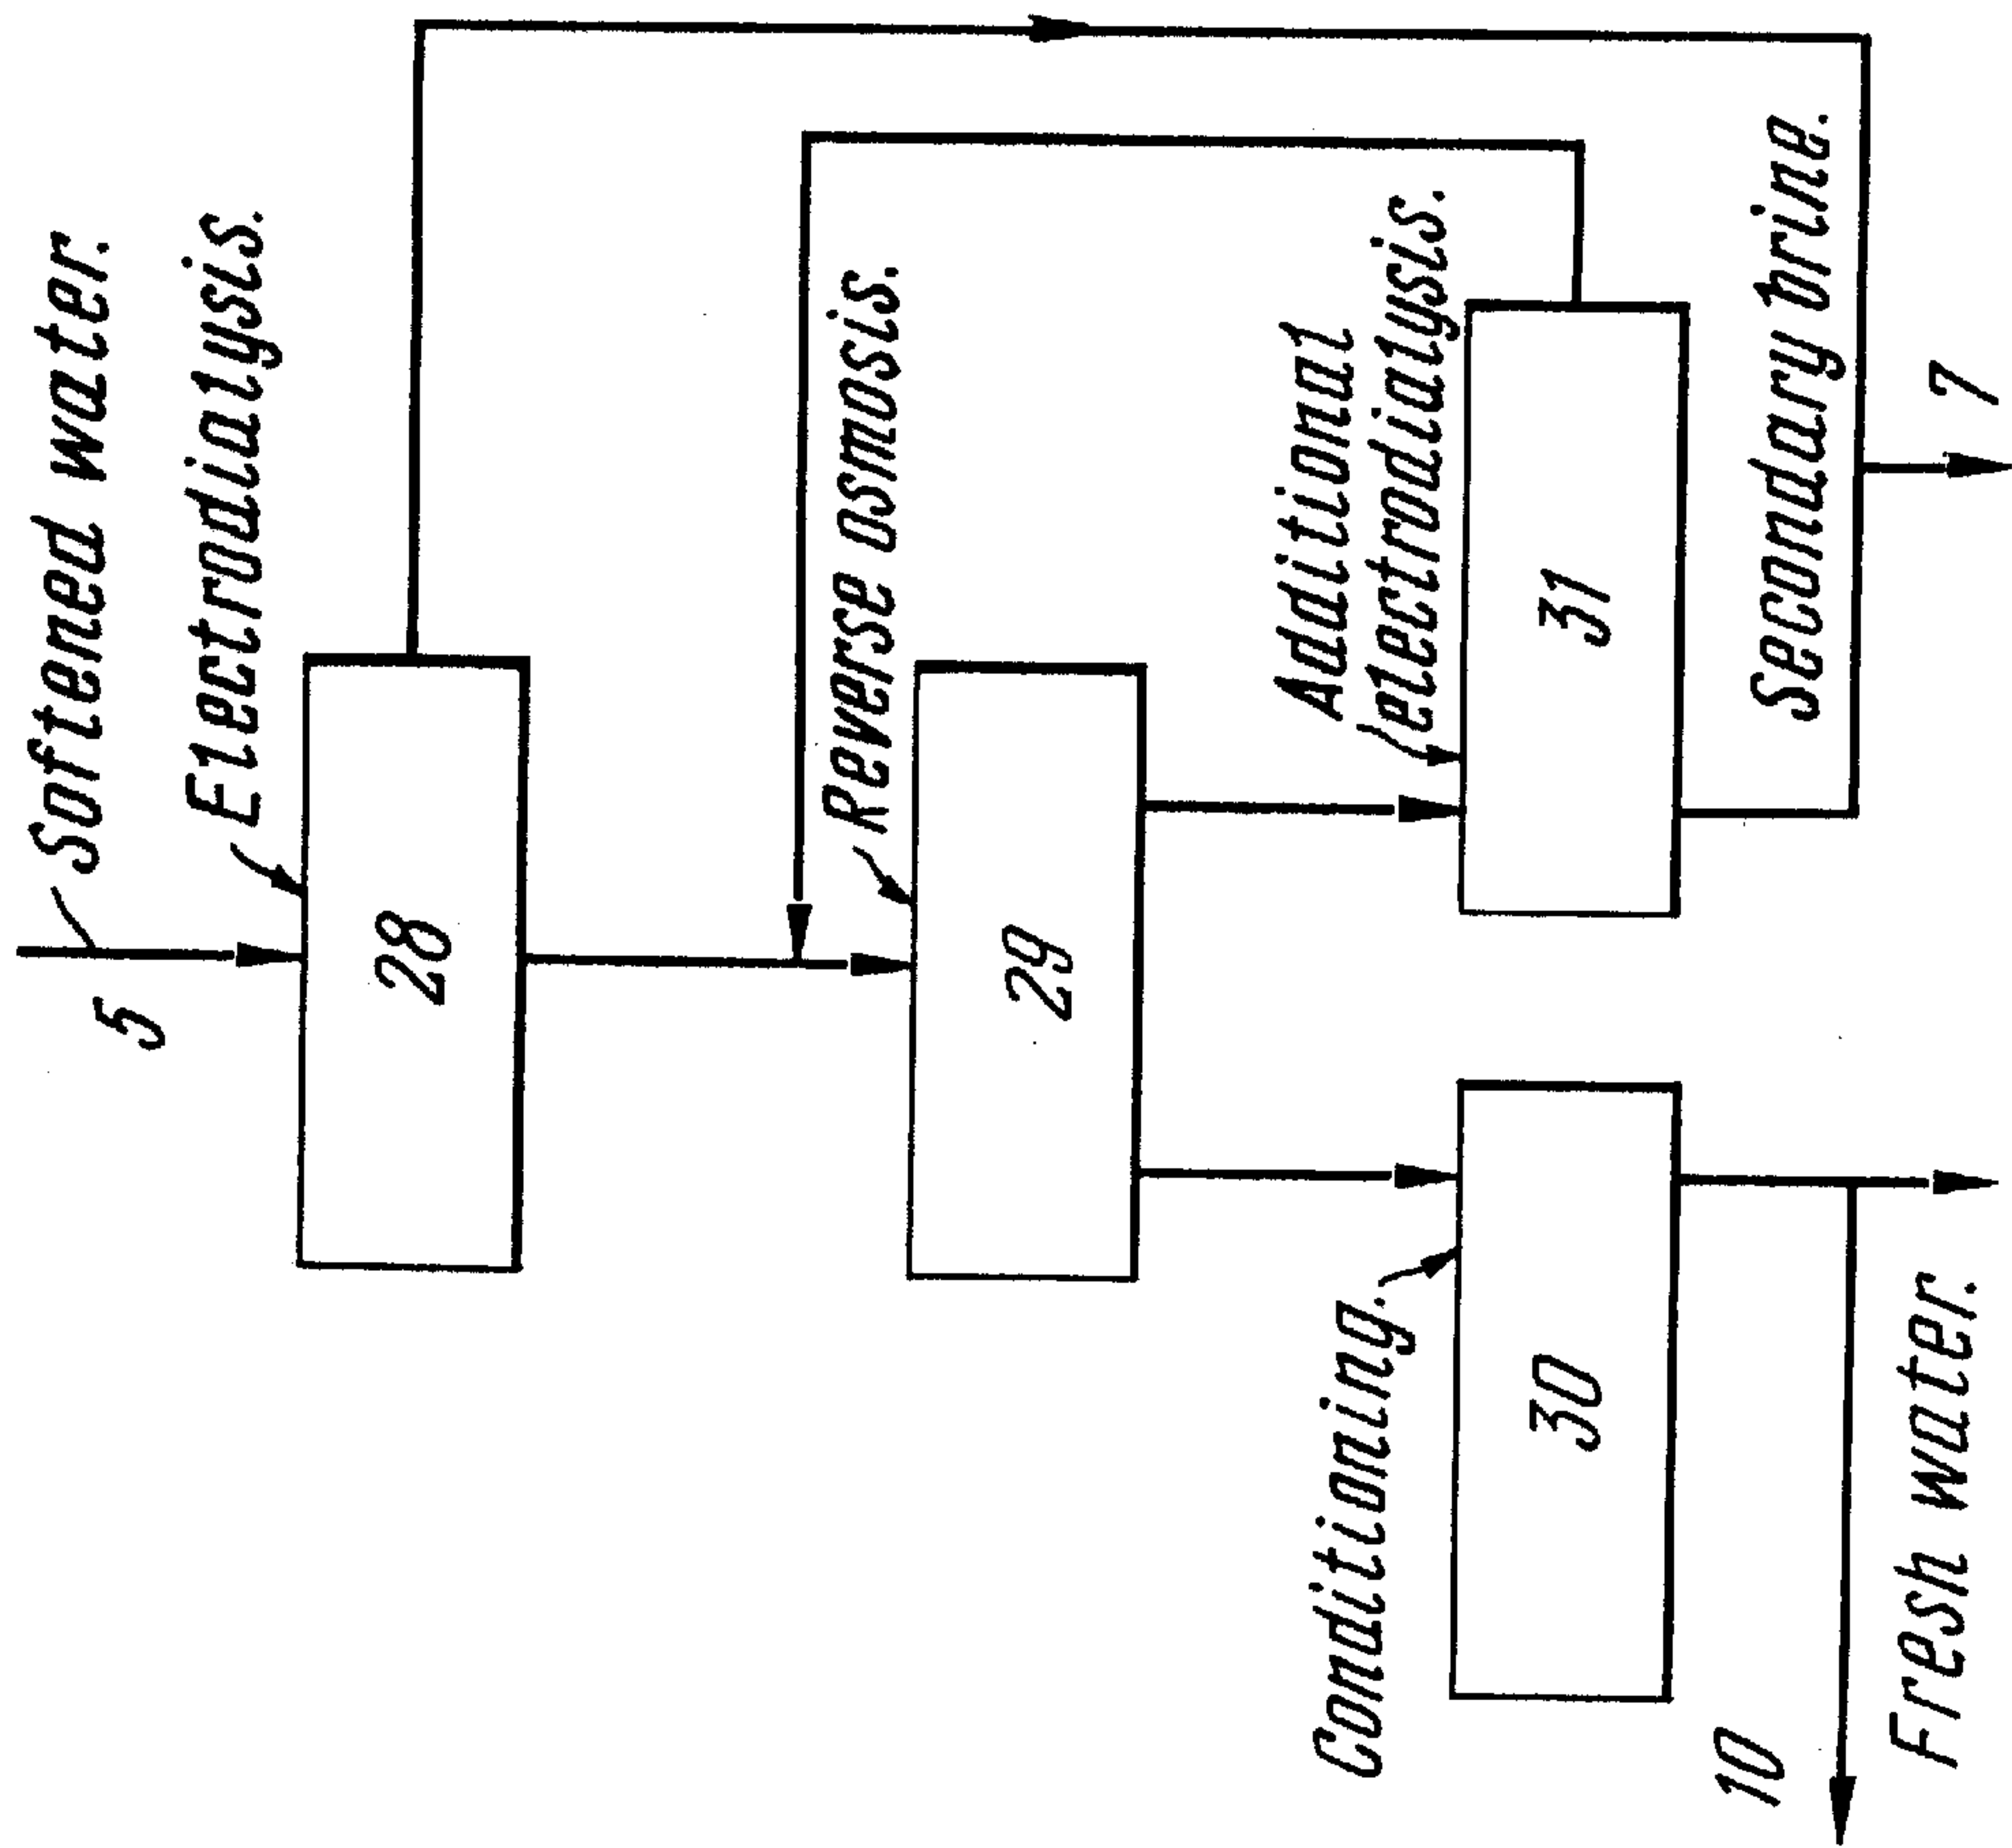 5
Softened water.
Electrodialysis.
28
Reverse osmosis.
29
Additional
electrodialysis.
31
Conditioning.
30
Secondary brine.
7
10
Fresh water.